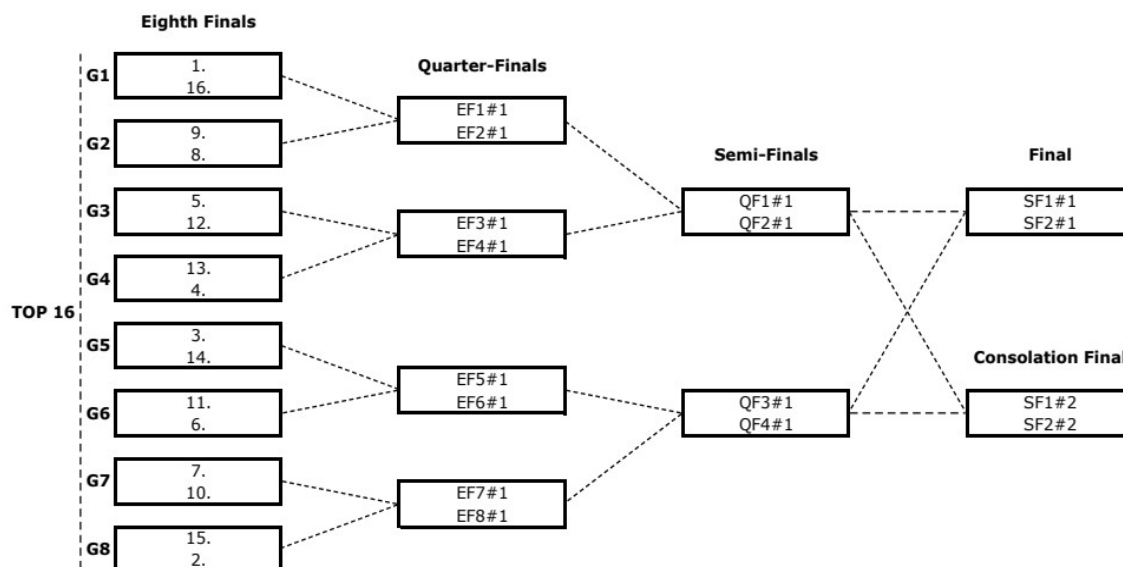 Eighth Finals
Quarter-Finals
Semi-Finals
Final
TOP 16
G1
1.
16.
G2
9.
8.
G3
5.
12.
G4
13.
4.
G5
3.
14.
G6
11.
6.
G7
7.
10.
G8
15.
2.
EF1#1
EF2#1
EF3#1
EF4#1
EF5#1
EF6#1
EF7#1
EF8#1
QF1#1
QF2#1
QF3#1
QF4#1
SF1#1
SF2#1
Consolation Final
SF1#2
SF2#2